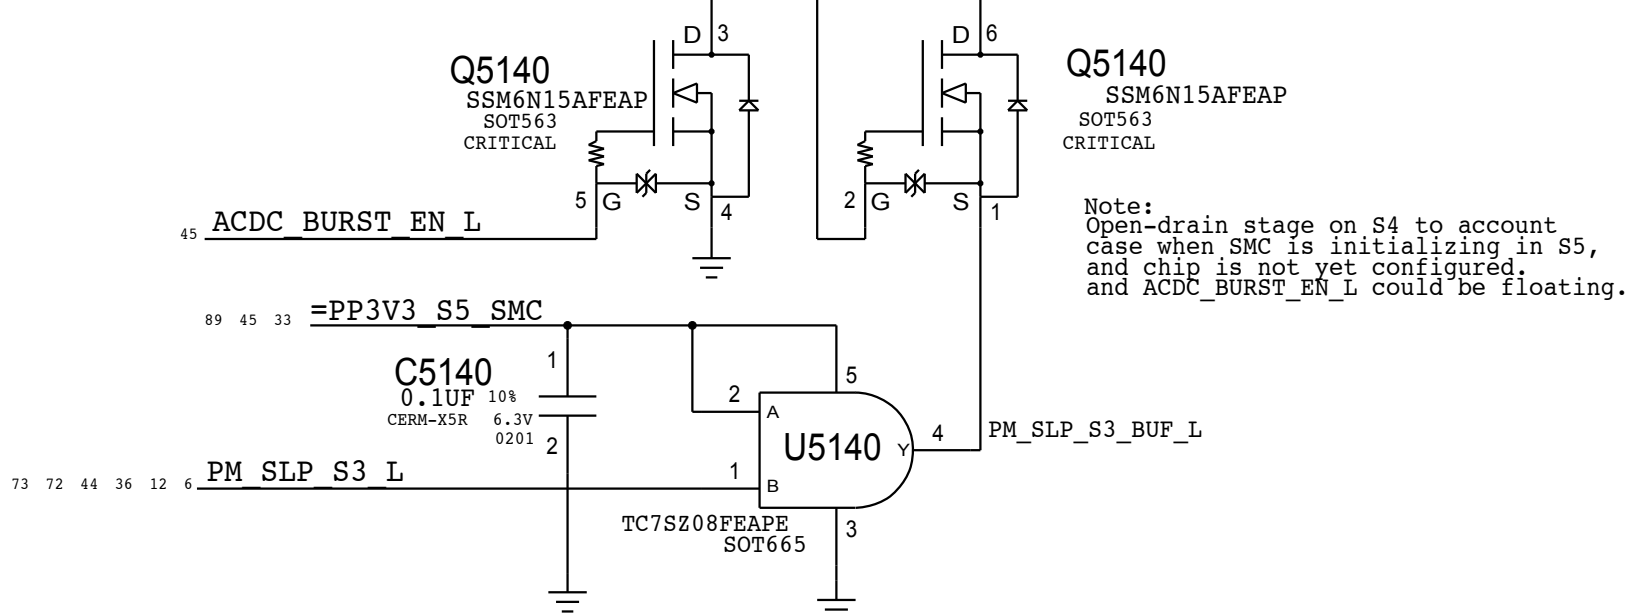 D 3
Q5140
SSM6N15AFEAP
SOT563
CRITICAL
5 G S 4
45 ACDC_BURST_EN_L
D 6
Q5140
SSM6N15AFEAP
SOT563
CRITICAL
2 G S 1
Note:
Open-drain stage on S4 to account
case when SMC is initializing in S5,
and chip is not yet configured.
and ACDC_BURST_EN_L could be floating.
89 45 33 =PP3V3_S5_SMC
1
C5140
0.1UF 10%
CERM-X5R 6.3V
0201
2
5
2 A
U5140
Y 4 PM_SLP_S3_BUF_L
73 72 44 36 12 6 PM_SLP_S3_L
1 B
TC7SZ08FEAPE
SOT665
3